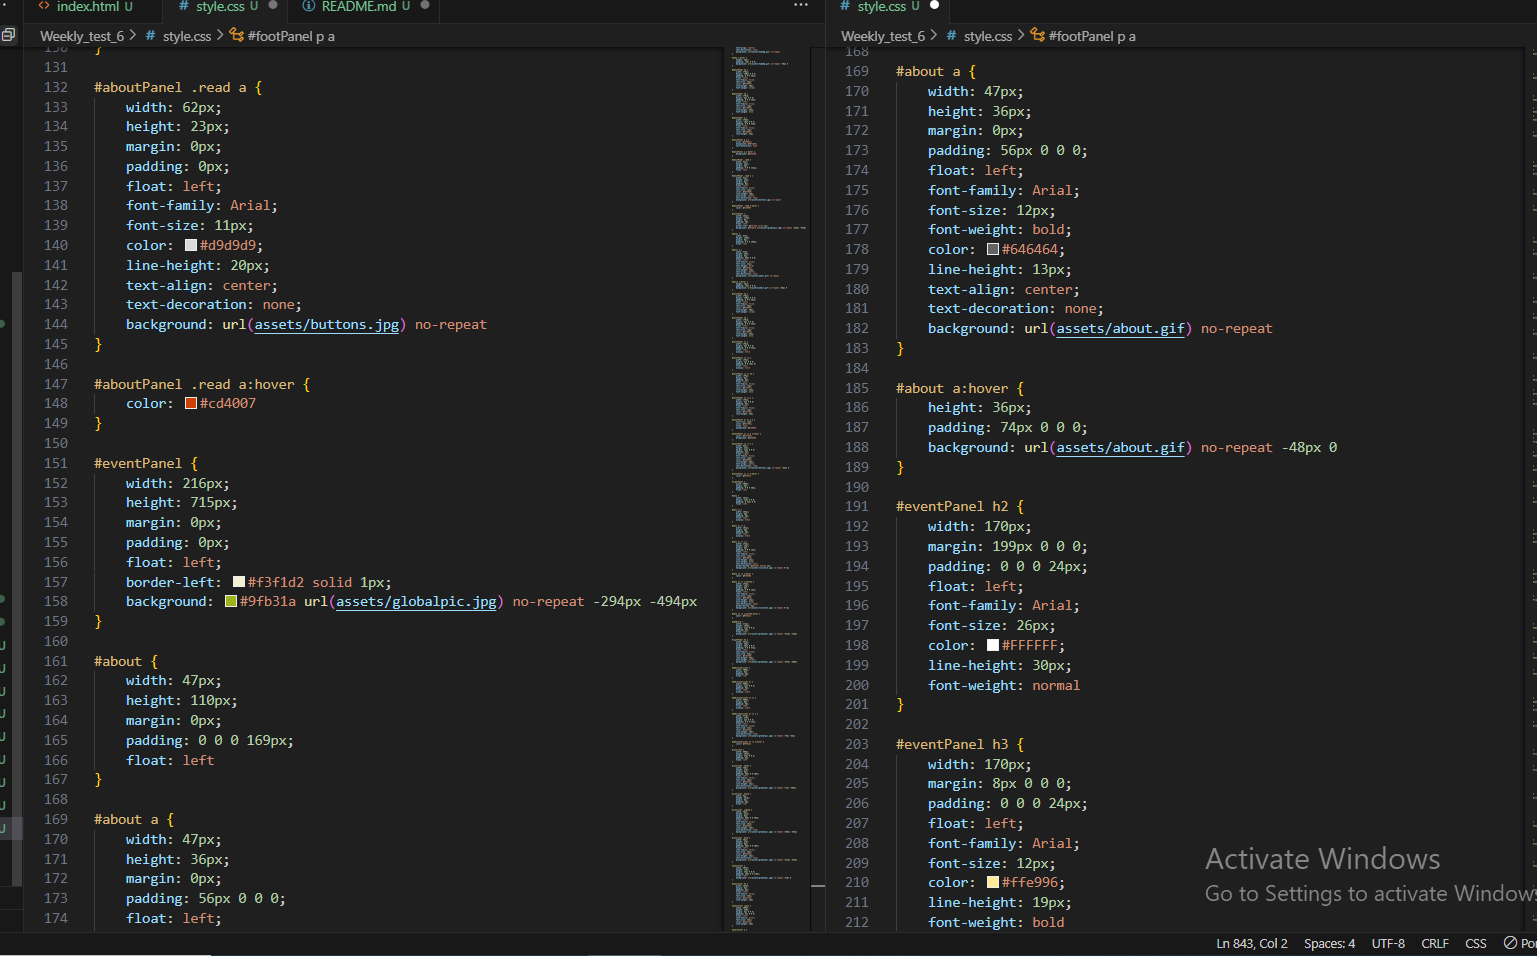 index.html U
# style.css U
README.md U
...
Weekly_test_6 > # style.css > #footPanel p a
130 }
131
132 #aboutPanel .read a {
133 width: 62px;
134 height: 23px;
135 margin: 0px;
136 padding: 0px;
137 float: left;
138 font-family: Arial;
139 font-size: 11px;
140 color: #d9d9d9;
141 line-height: 20px;
142 text-align: center;
143 text-decoration: none;
144 background: url(assets/buttons.jpg) no-repeat
145 }
146
147 #aboutPanel .read a:hover {
148 color: #cd4007
149 }
150
151 #eventPanel {
152 width: 216px;
153 height: 715px;
154 margin: 0px;
155 padding: 0px;
156 float: left;
157 border-left: #f3f1d2 solid 1px;
158 background: #9fb31a url(assets/globalpic.jpg) no-repeat -294px -494px
159 }
160
161 #about {
162 width: 47px;
163 height: 110px;
164 margin: 0px;
165 padding: 0 0 0 169px;
166 float: left
167 }
168
169 #about a {
170 width: 47px;
171 height: 36px;
172 margin: 0px;
173 padding: 56px 0 0 0;
174 float: left;
# style.css U
Weekly_test_6 > # style.css > #footPanel p a
168
169 #about a {
170 width: 47px;
171 height: 36px;
172 margin: 0px;
173 padding: 56px 0 0 0;
174 float: left;
175 font-family: Arial;
176 font-size: 12px;
177 font-weight: bold;
178 color: #646464;
179 line-height: 13px;
180 text-align: center;
181 text-decoration: none;
182 background: url(assets/about.gif) no-repeat
183 }
184
185 #about a:hover {
186 height: 36px;
187 padding: 74px 0 0 0;
188 background: url(assets/about.gif) no-repeat -48px 0
189 }
190
191 #eventPanel h2 {
192 width: 170px;
193 margin: 199px 0 0 0;
194 padding: 0 0 0 24px;
195 float: left;
196 font-family: Arial;
197 font-size: 26px;
198 color: #FFFFFF;
199 line-height: 30px;
200 font-weight: normal
201 }
202
203 #eventPanel h3 {
204 width: 170px;
205 margin: 8px 0 0 0;
206 padding: 0 0 0 24px;
207 float: left;
208 font-family: Arial;
209 font-size: 12px;
210 color: #ffe996;
211 line-height: 19px;
212 font-weight: bold
Activate Windows
Go to Settings to activate Windows
Ln 843, Col 2 Spaces: 4 UTF-8 CRLF CSS